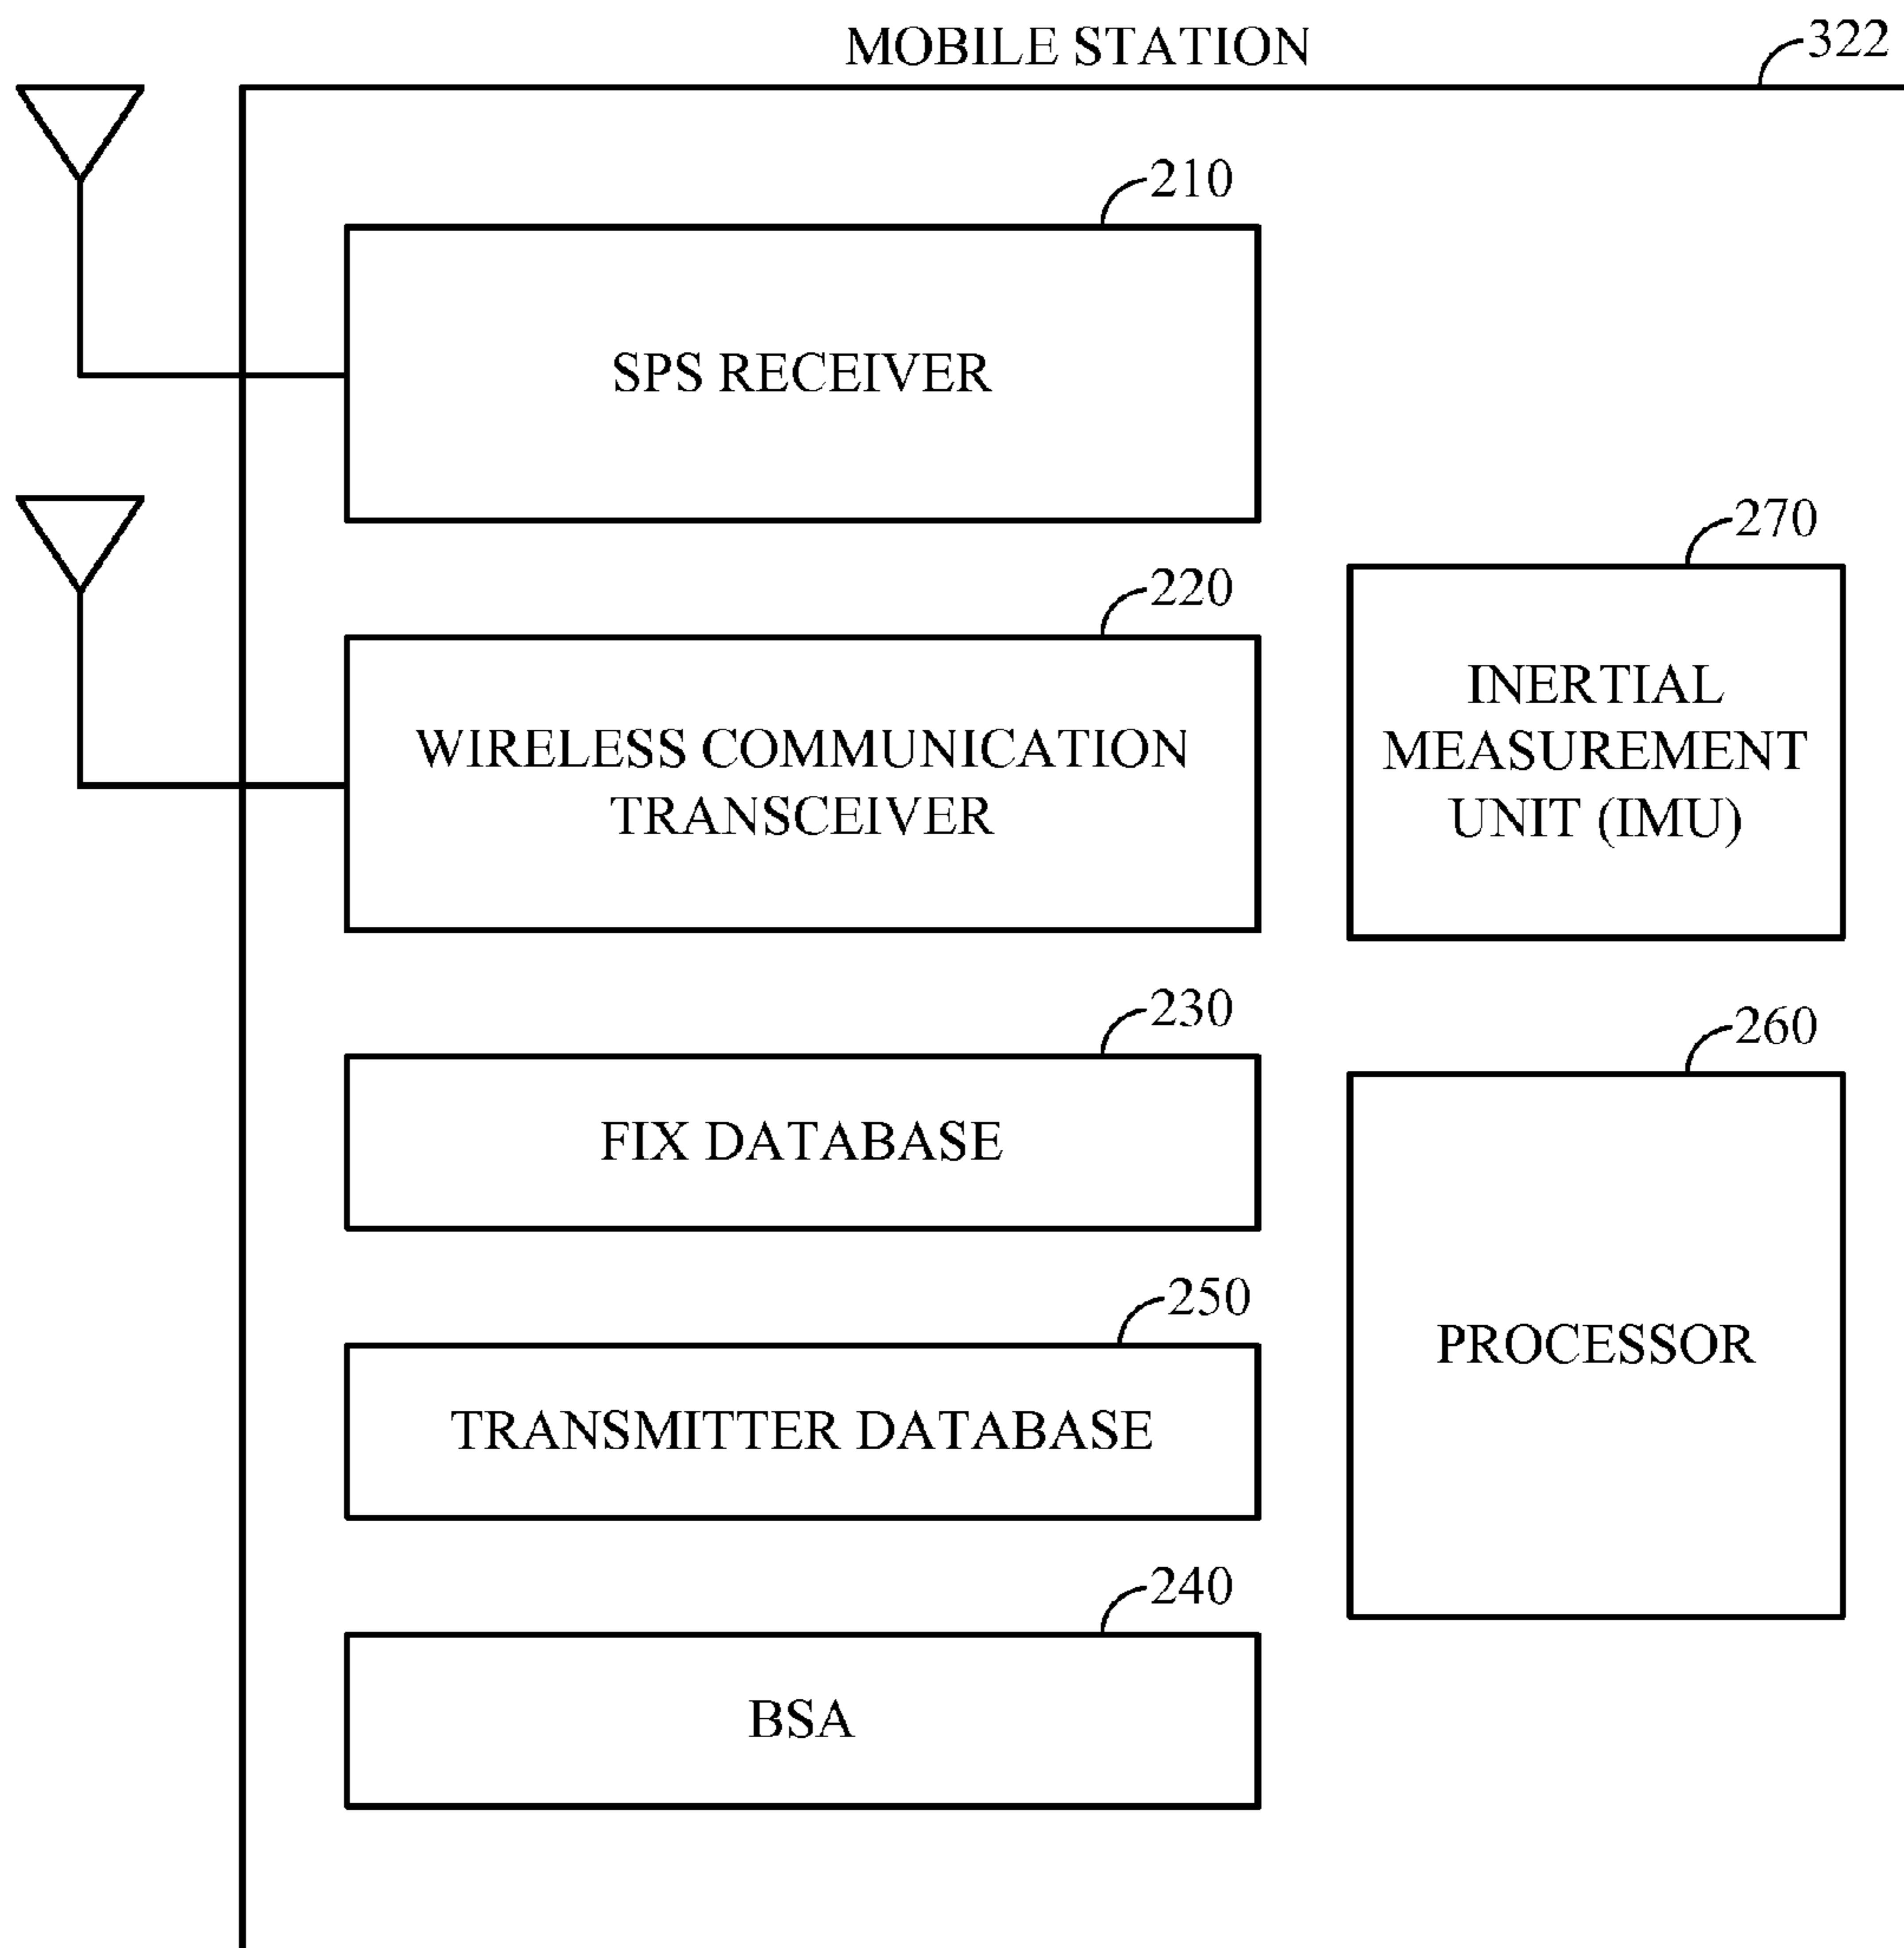 MOBILE STATION
322
210
SPS RECEIVER
220
WIRELESS COMMUNICATION
TRANSCEIVER
270
INERTIAL
MEASUREMENT
UNIT (IMU)
230
FIX DATABASE
260
PROCESSOR
250
TRANSMITTER DATABASE
240
BSA